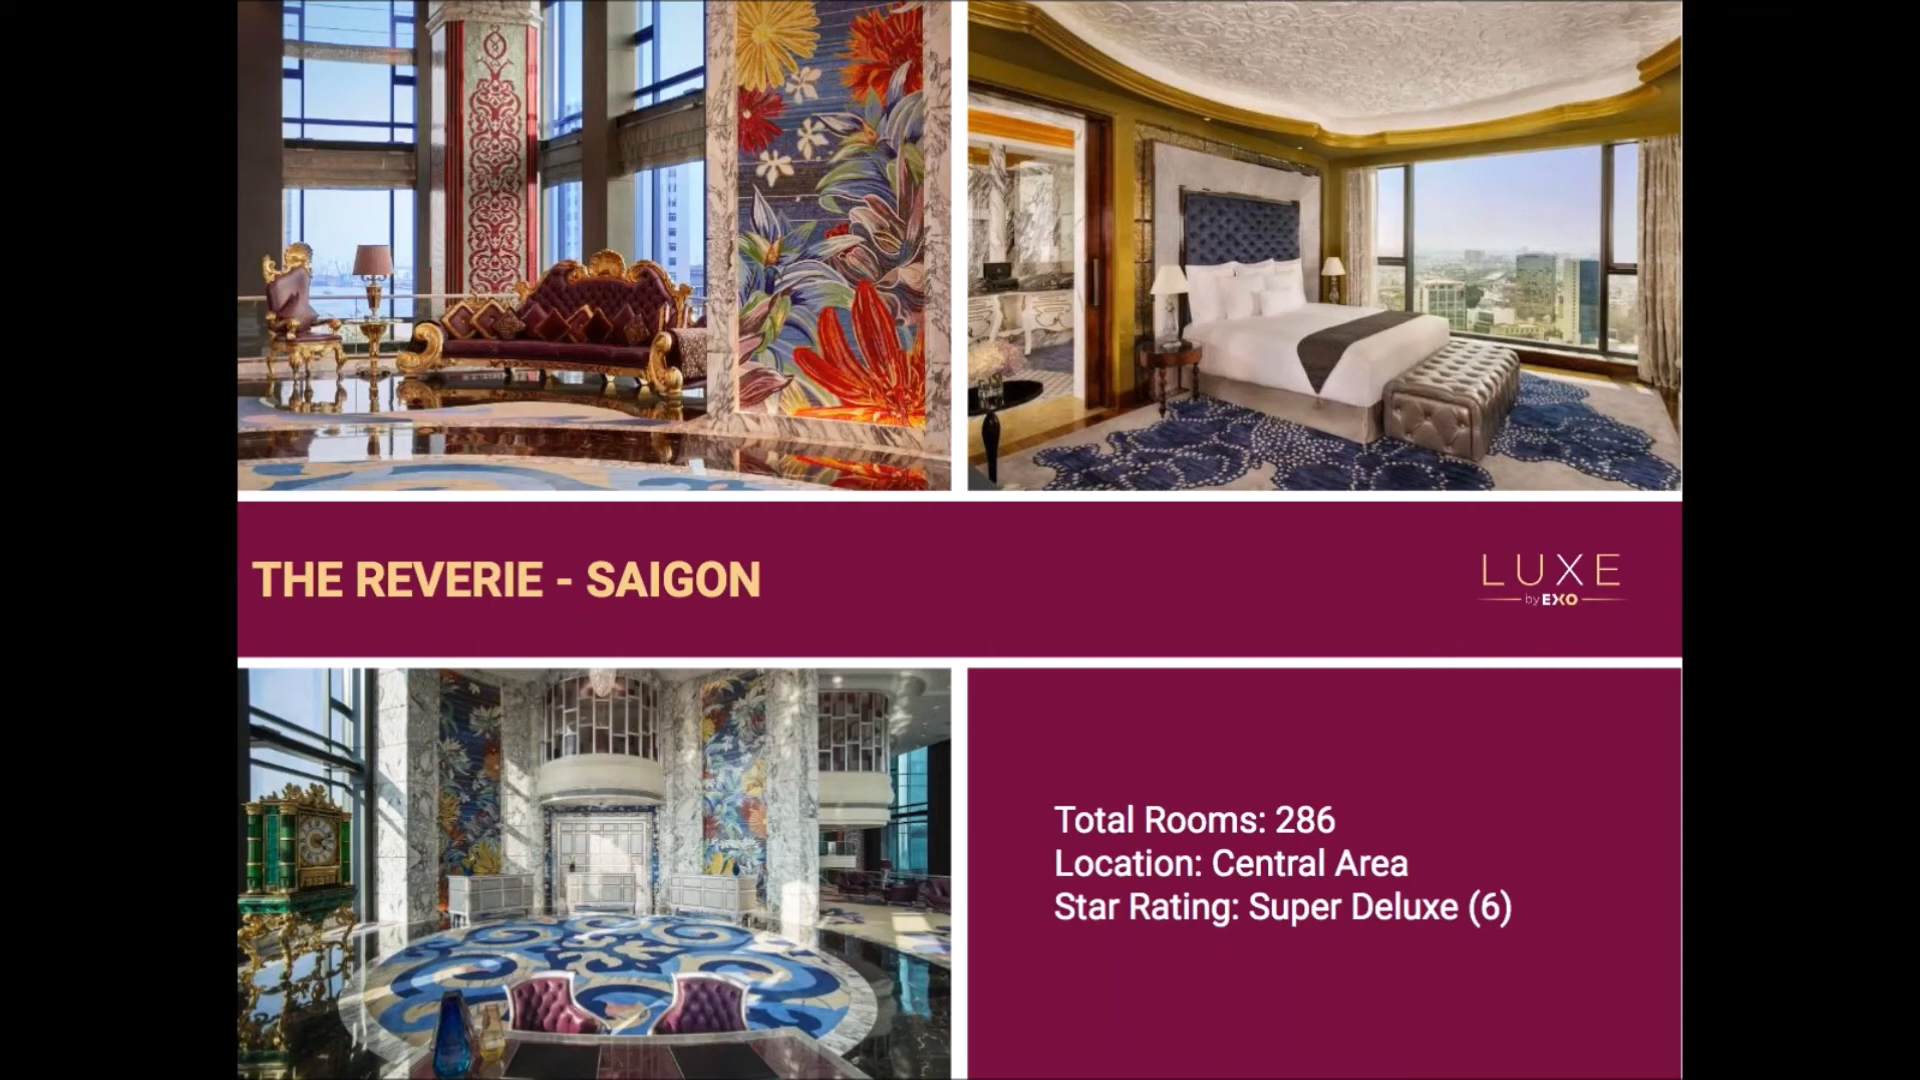 THE REVERIE - SAIGON
LUXE
by EXO
Total Rooms: 286
Location: Central Area
Star Rating: Super Deluxe (6)